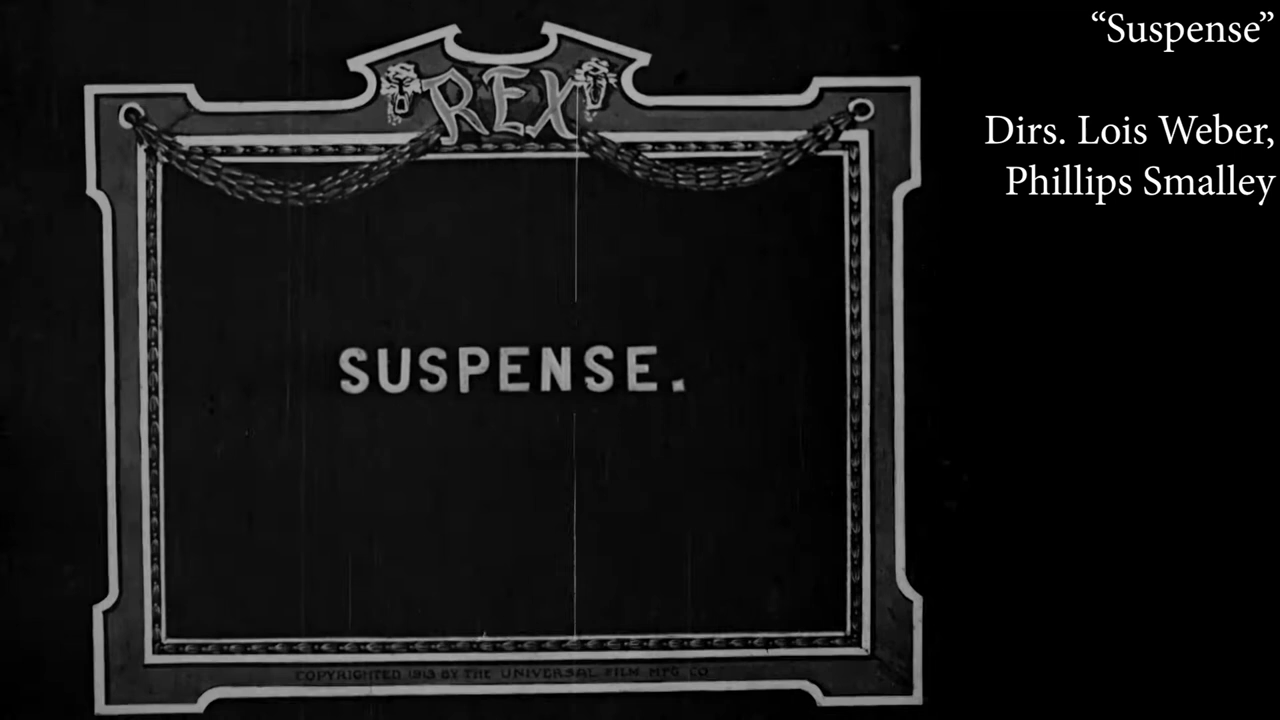 REX
SUSPENSE.
COPYRIGHTED 1913 BY THE UNIVERSAL FILM MFG CO
“Suspense”
Dirs. Lois Weber,
Phillips Smalley